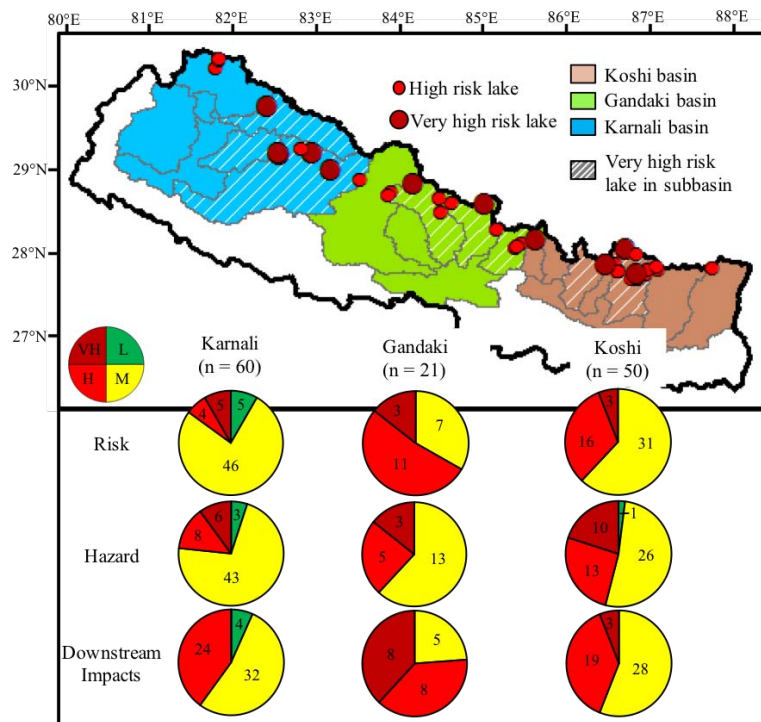 80°E 81°E 82°E 83°E 84°E 85°E 86°E 87°E 88°E
30°N
29°N
28°N
27°N
High risk lake
Very high risk lake
Koshi basin
Gandaki basin
Karnali basin
Very high risk
lake in subbasin
VH L
H M
Karnali
(n = 60)
Gandaki
(n = 21)
Koshi
(n = 50)
Risk
4 5 5
46
3 7
11
3
16 31
Hazard
6 3
8
43
3
5 13
10 1
13 26
Downstream
Impacts
24 4
32
5
8 8
3
19 28